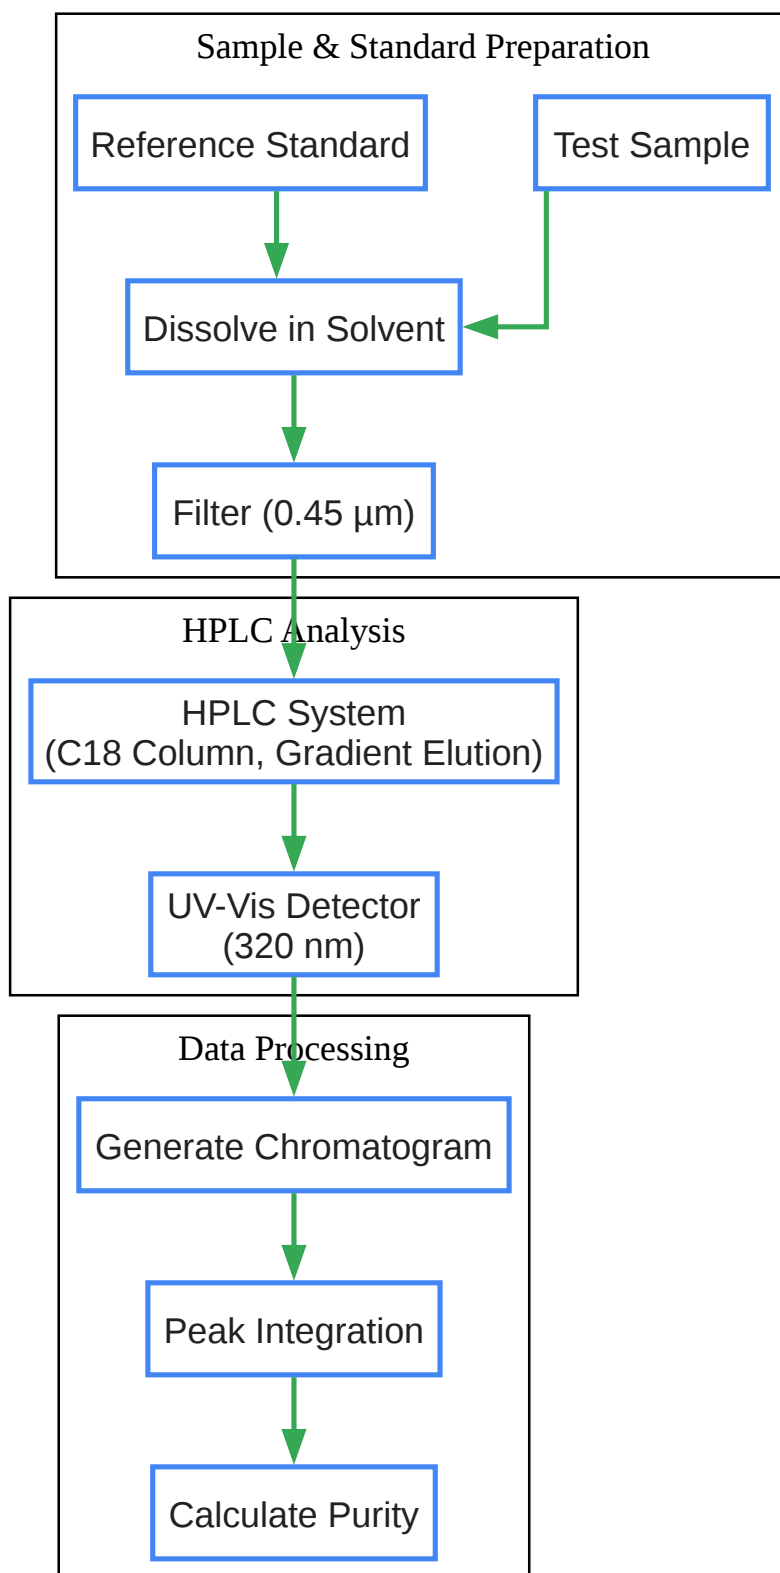 Sample & Standard Preparation
Reference Standard
Test Sample
Dissolve in Solvent
Filter (0.45 µm)
HPLC Analysis
HPLC System
(C18 Column, Gradient Elution)
UV-Vis Detector
(320 nm)
Data Processing
Generate Chromatogram
Peak Integration
Calculate Purity